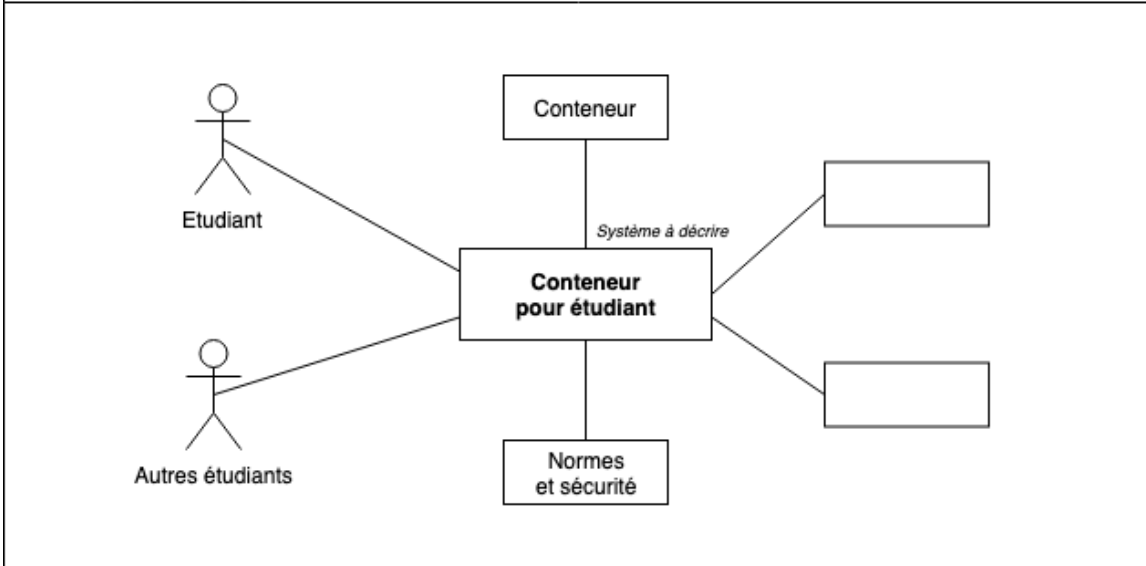 Conteneur
Etudiant
Système à décrire
Conteneur
pour étudiant
Autres étudiants
Normes
et sécurité